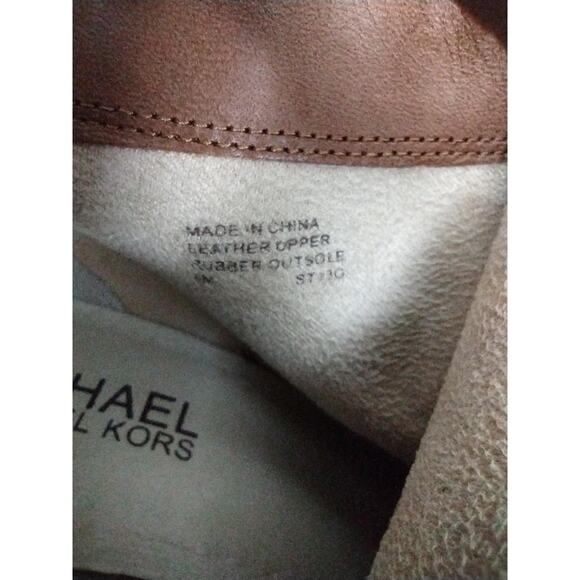 MADE IN CHINA
LEATHER UPPER
RUBBER OUTSOLE
HAEL
L KORS